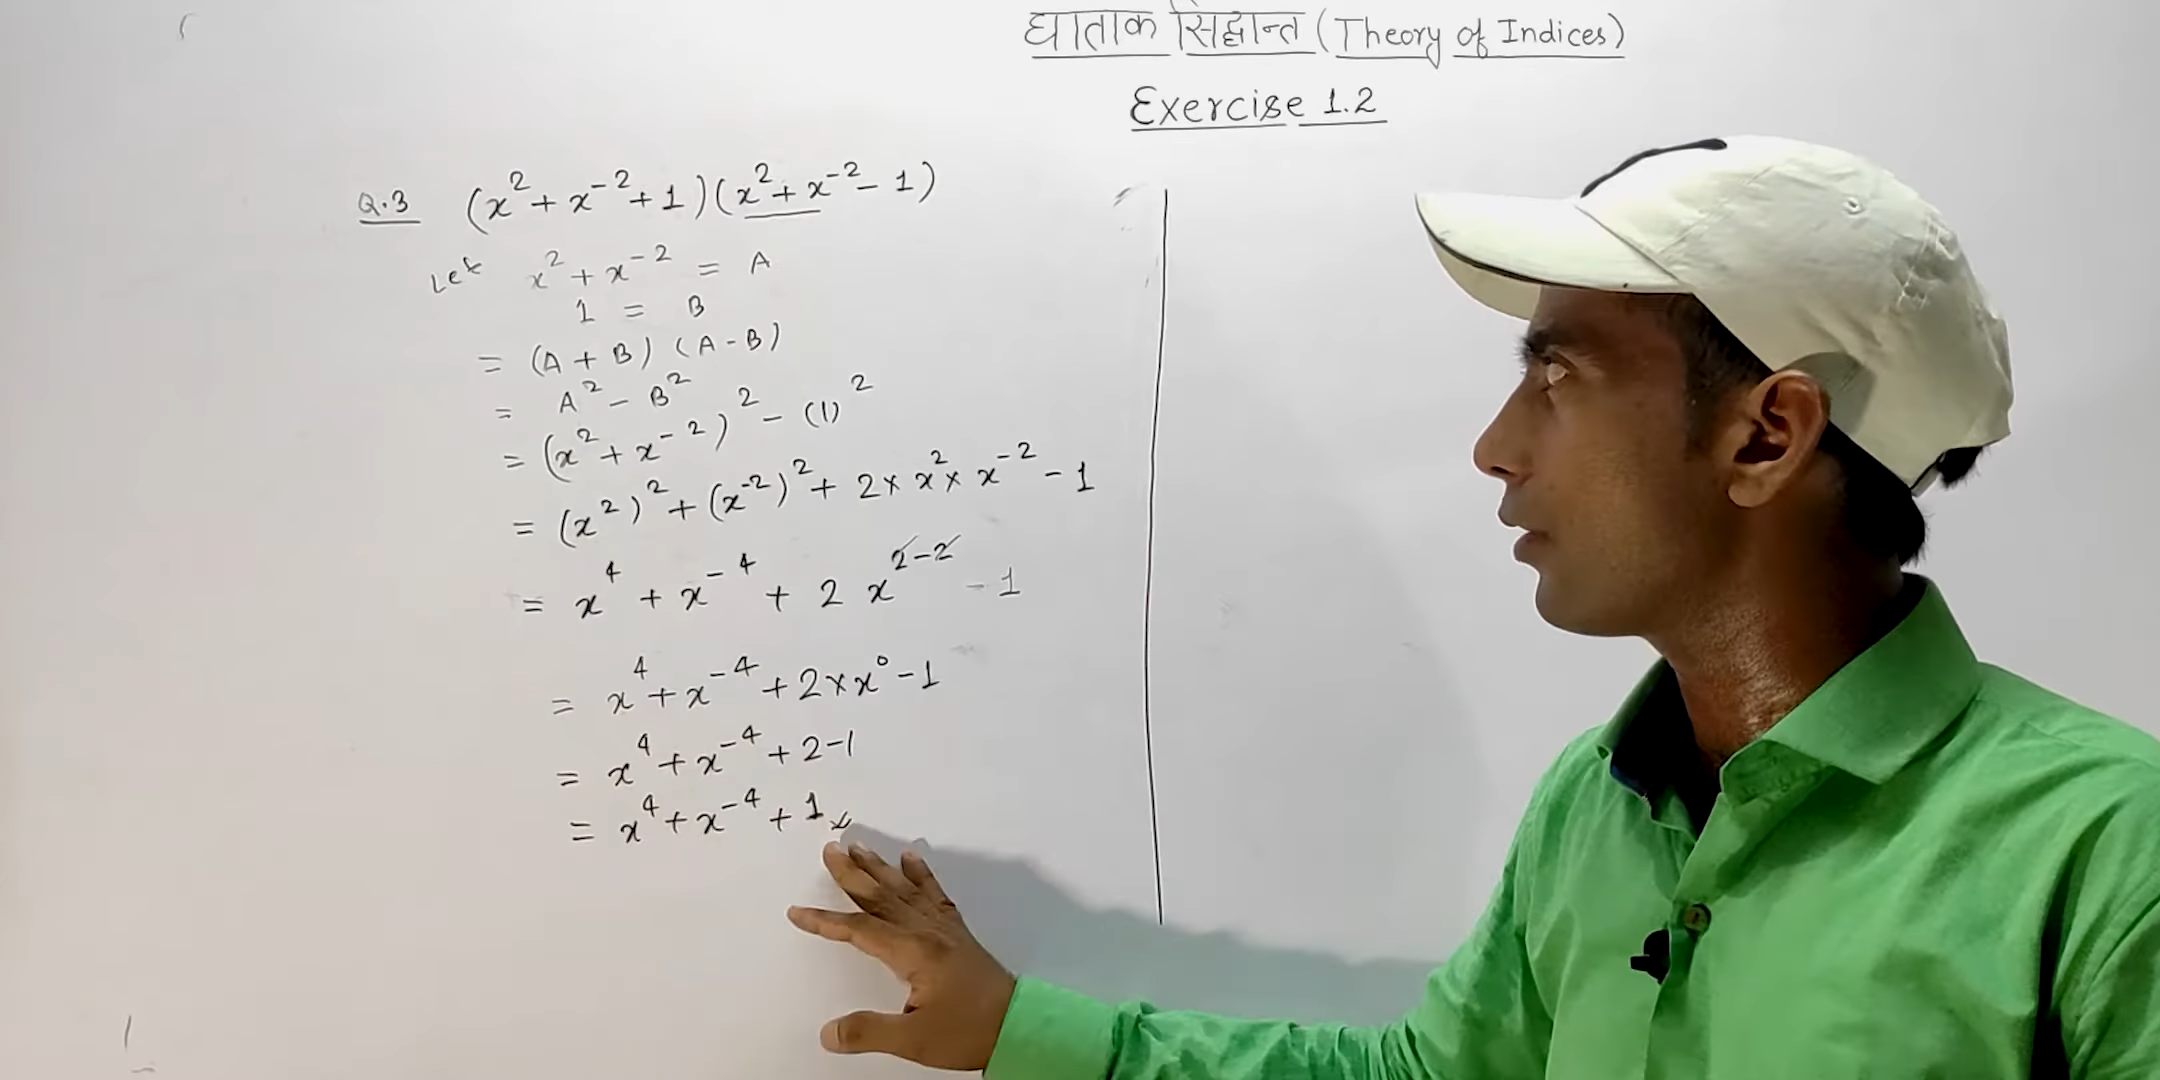 घाताक सिद्धान्त (Theory of Indices)
Exercise 1.2
Q.3 (x² + x⁻² + 1)(x² + x⁻² - 1)
Let x² + x⁻² = A
1 = B
= (A + B) (A - B)
= A² - B²
= (x² + x⁻²)² - (1)²
= (x²)² + (x⁻²)² + 2 × x² × x⁻² - 1
= x⁴ + x⁻⁴ + 2 x²⁻² - 1
= x⁴ + x⁻⁴ + 2 × x⁰ - 1
= x⁴ + x⁻⁴ + 2 - 1
= x⁴ + x⁻⁴ + 1